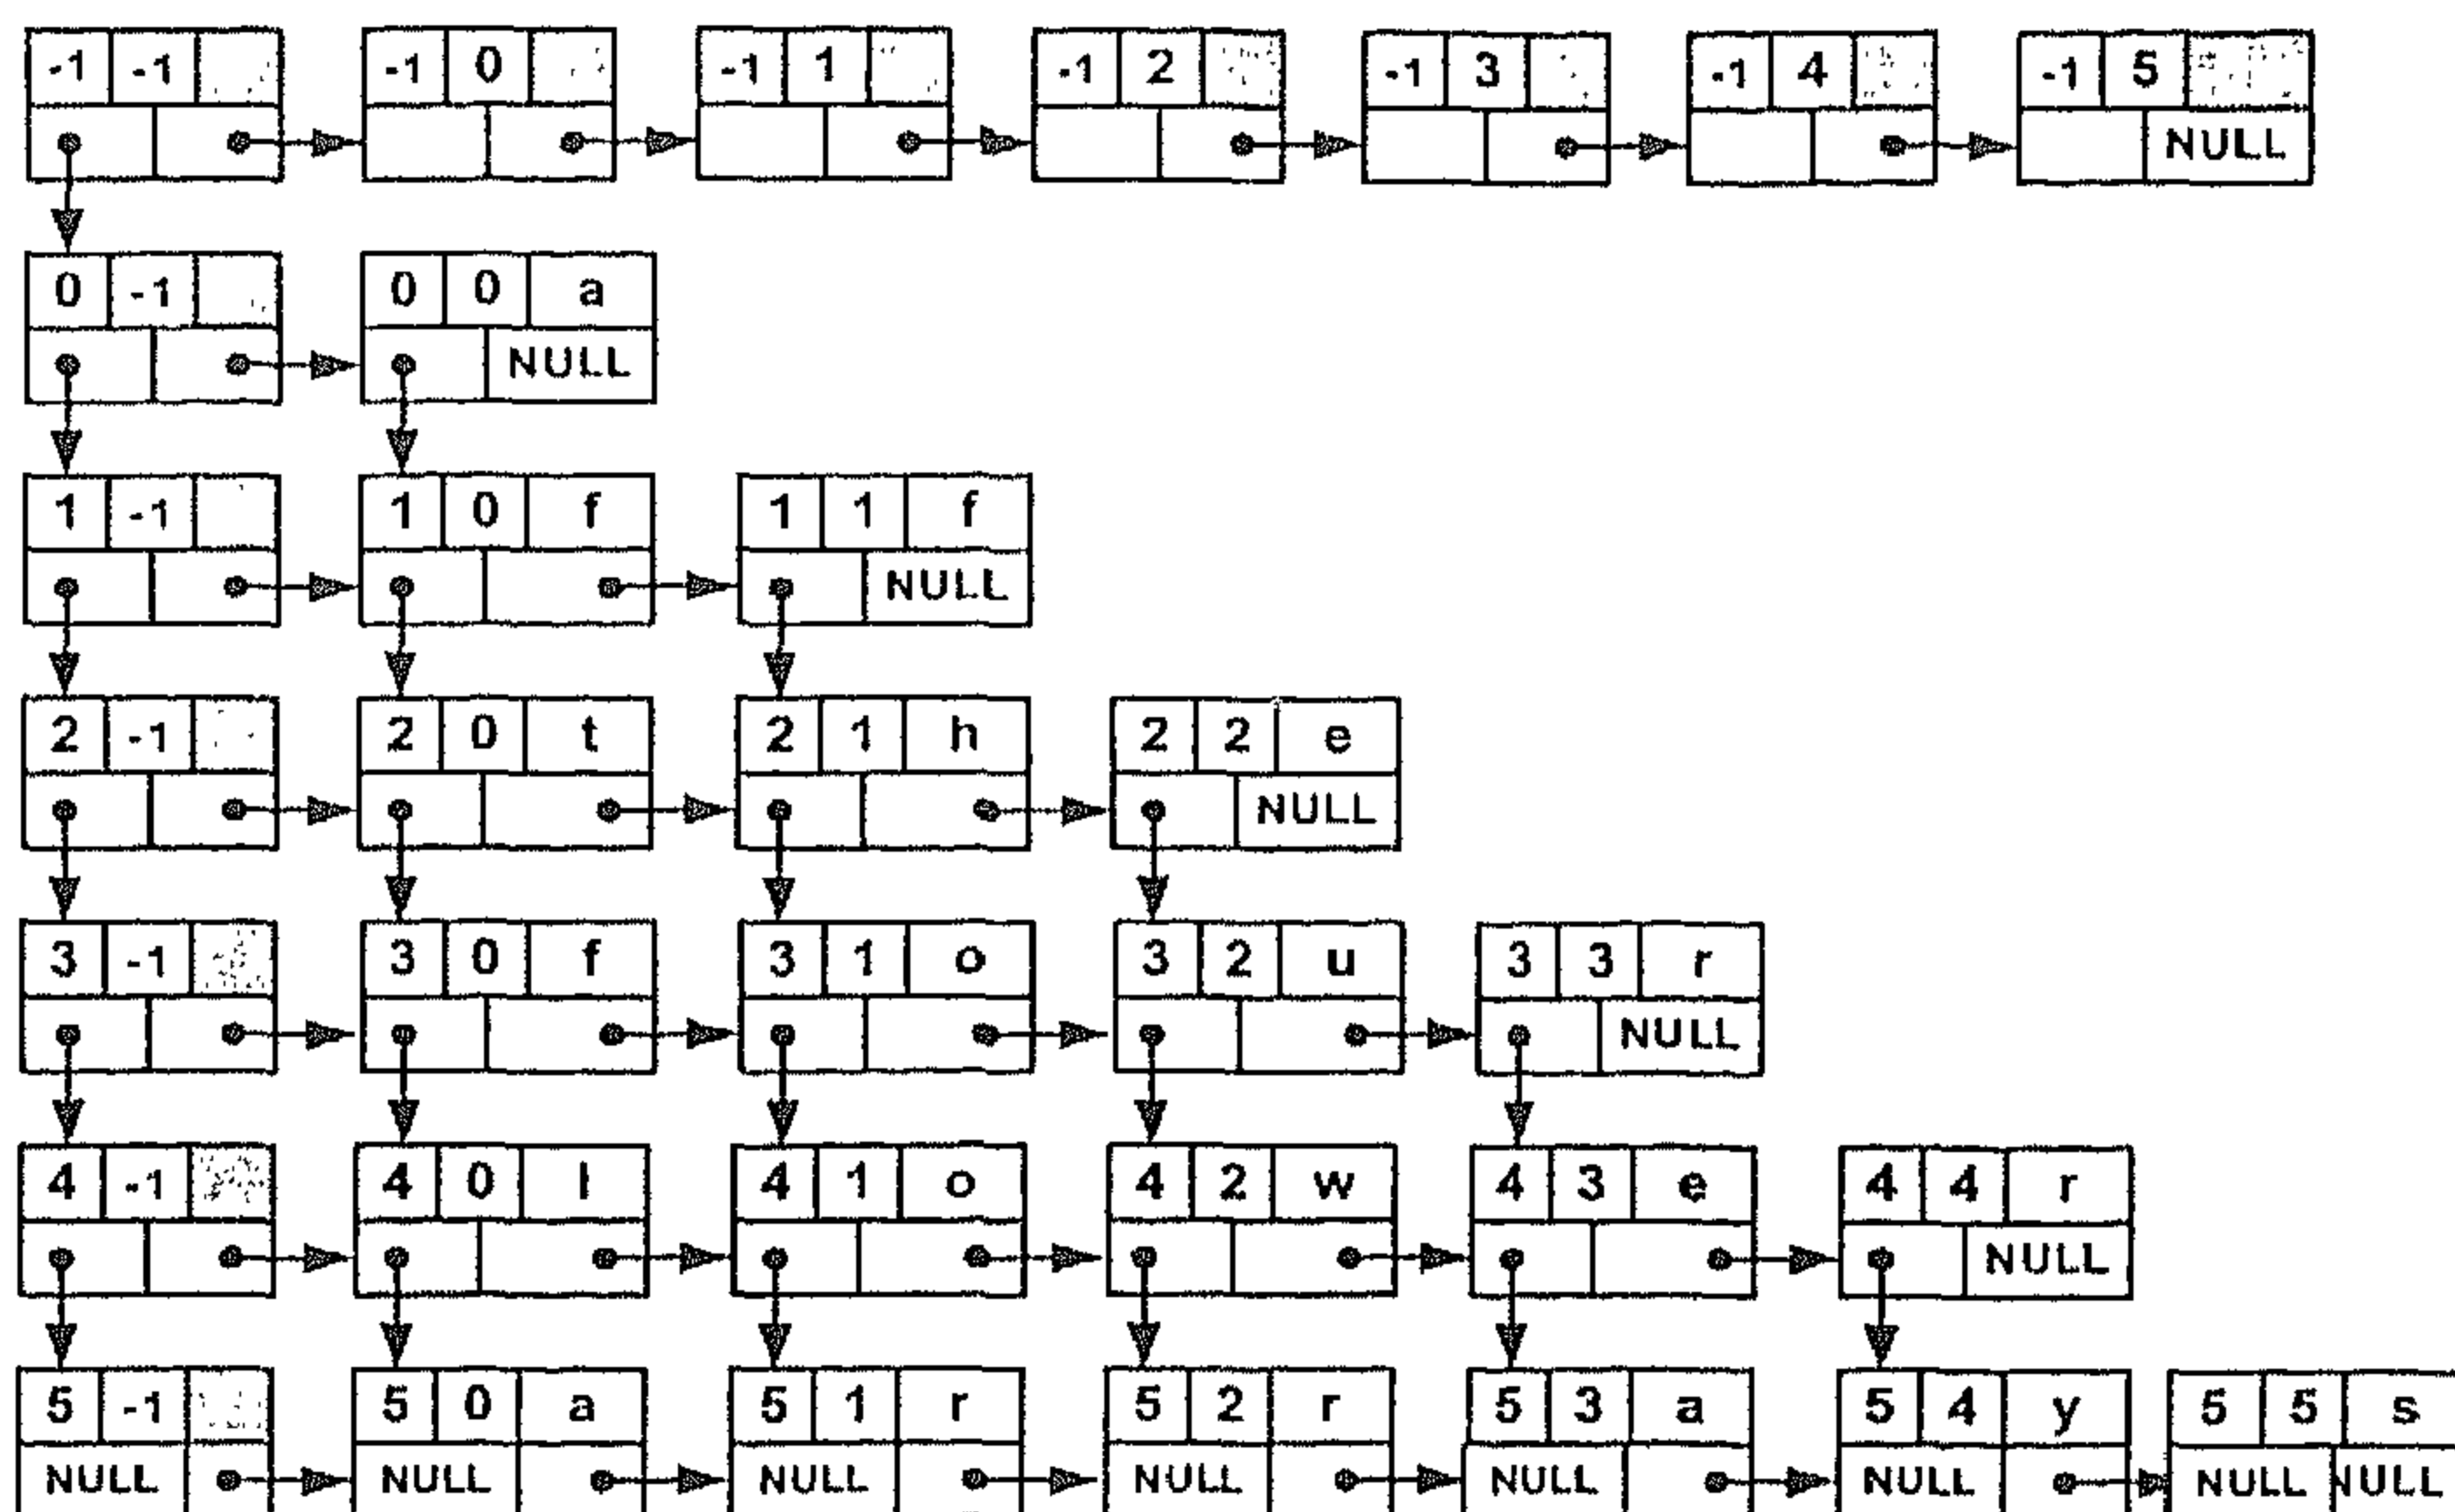 -1 -1 -1 0 -1 1 -1 2 -1 3 -1 4 -1 5
NULL
0 -1 0 0 a
NULL
1 -1 1 0 f 1 1 f
NULL
2 -1 2 0 t 2 1 h 2 2 e
NULL
3 -1 3 0 f 3 1 o 3 2 u 3 3 r
NULL
4 -1 4 0 l 4 1 o 4 2 w 4 3 e 4 4 r
NULL
5 -1 5 0 a 5 1 r 5 2 r 5 3 a 5 4 y 5 5 s
NULL NULL NULL NULL NULL NULL NULL NULL